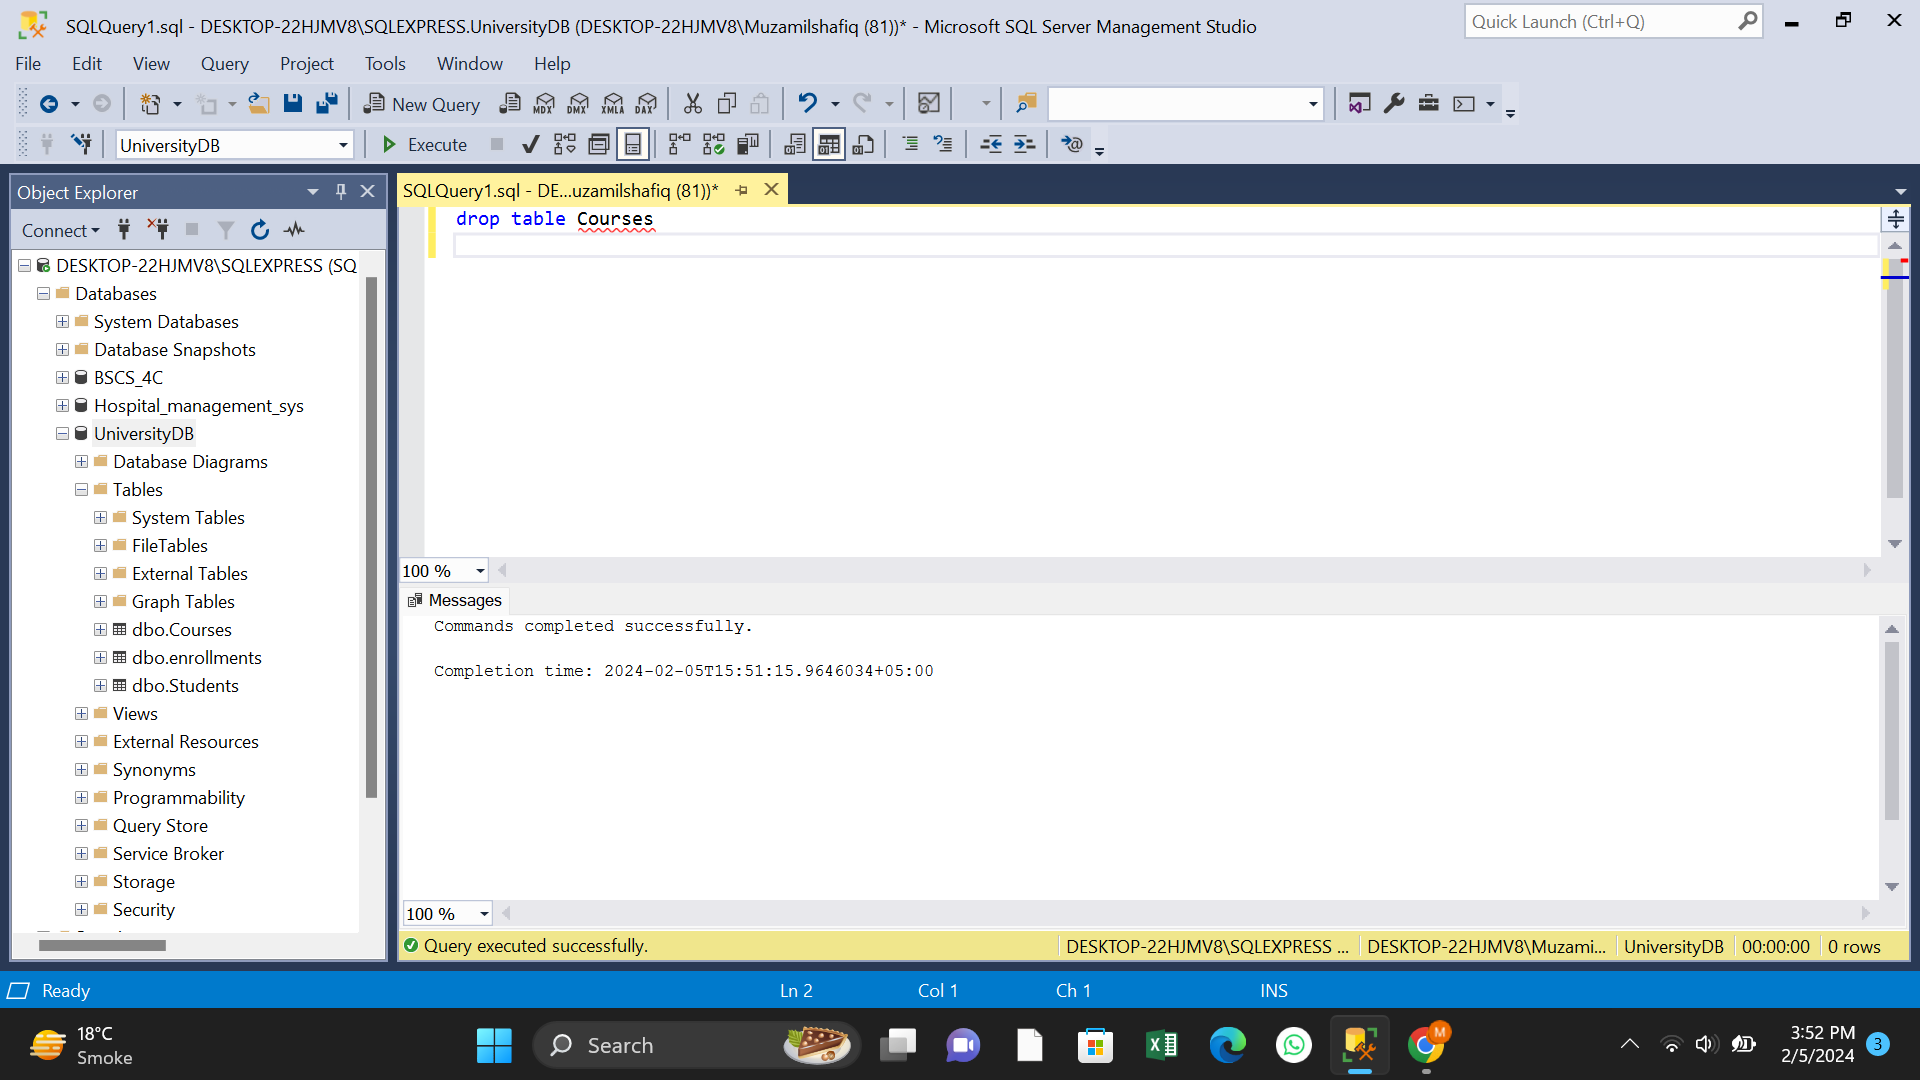 SQLQuery1.sql - DESKTOP-22HJMV8\SQLEXPRESS.UniversityDB (DESKTOP-22HJMV8\Muzamilshafiq (81))* - Microsoft SQL Server Management Studio
Quick Launch (Ctrl+Q)
File Edit View Query Project Tools Window Help
New Query MDX DMX XMLA DAX
UniversityDB Execute
Object Explorer
SQLQuery1.sql - DE...uzamilshafiq (81))*
Connect
DESKTOP-22HJMV8\SQLEXPRESS (SQ
Databases
System Databases
Database Snapshots
BSCS_4C
Hospital_management_sys
UniversityDB
Database Diagrams
Tables
System Tables
FileTables
External Tables
Graph Tables
dbo.Courses
dbo.enrollments
dbo.Students
Views
External Resources
Synonyms
Programmability
Query Store
Service Broker
Storage
Security
drop table Courses
100 %
Messages
Commands completed successfully.
Completion time: 2024-02-05T15:51:15.9646034+05:00
100 %
Query executed successfully. DESKTOP-22HJMV8\SQLEXPRESS ... DESKTOP-22HJMV8\Muzami... UniversityDB 00:00:00 0 rows
Ready Ln 2 Col 1 Ch 1 INS
18°C
Smoke
Search
M
3:52 PM
2/5/2024
3